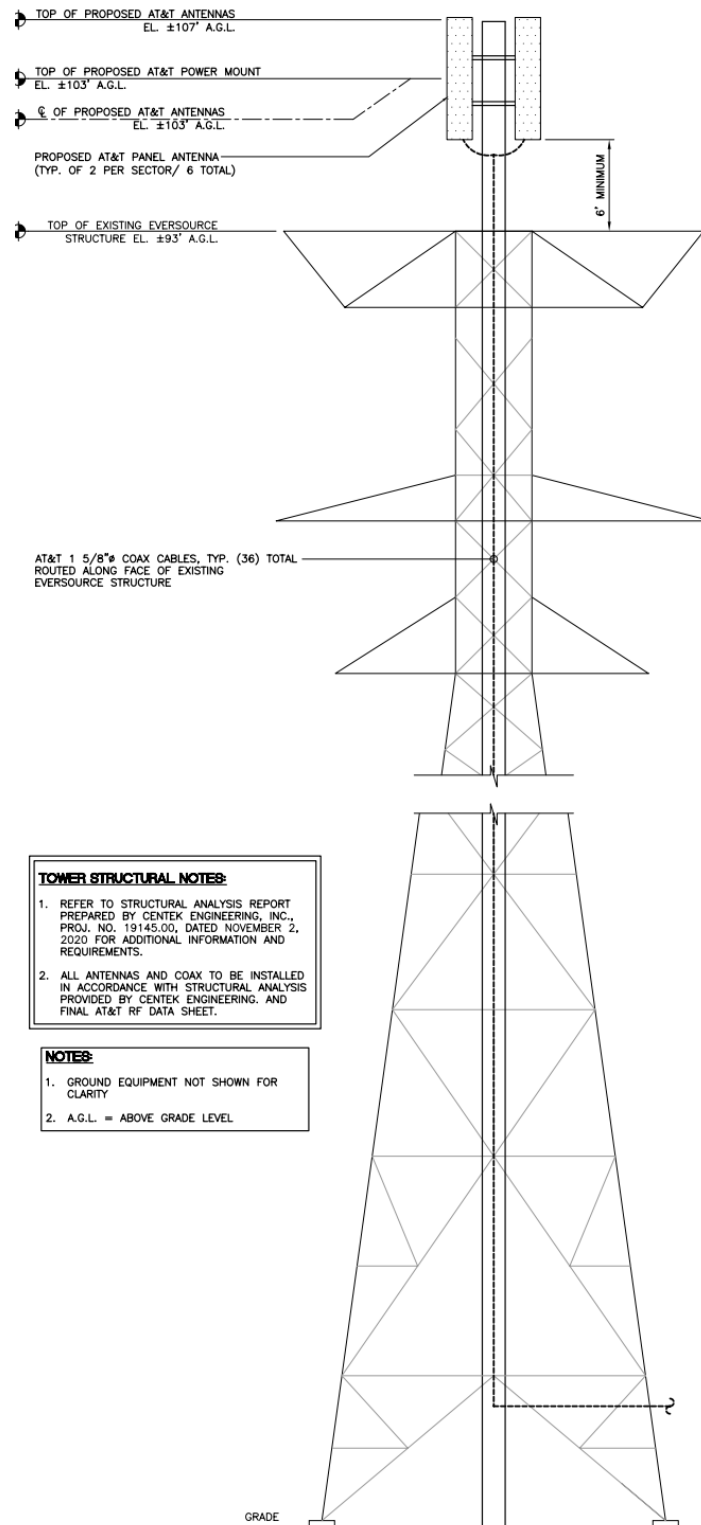 TOP OF PROPOSED AT&T ANTENNAS
EL. ±107' A.G.L.
TOP OF PROPOSED AT&T POWER MOUNT
EL. ±103' A.G.L.
℄ OF PROPOSED AT&T ANTENNAS
EL. ±103' A.G.L.
PROPOSED AT&T PANEL ANTENNA
(TYP. OF 2 PER SECTOR/ 6 TOTAL)
6' MINIMUM
TOP OF EXISTING EVERSOURCE
STRUCTURE EL. ±93' A.G.L.
AT&T 1 5/8"ø COAX CABLES, TYP. (36) TOTAL
ROUTED ALONG FACE OF EXISTING
EVERSOURCE STRUCTURE
TOWER STRUCTURAL NOTES:
1. REFER TO STRUCTURAL ANALYSIS REPORT
PREPARED BY CENTEK ENGINEERING, INC.,
PROJ. NO. 19145.00, DATED NOVEMBER 2,
2020 FOR ADDITIONAL INFORMATION AND
REQUIREMENTS.
2. ALL ANTENNAS AND COAX TO BE INSTALLED
IN ACCORDANCE WITH STRUCTURAL ANALYSIS
PROVIDED BY CENTEK ENGINEERING. AND
FINAL AT&T RF DATA SHEET.
NOTES:
1. GROUND EQUIPMENT NOT SHOWN FOR
CLARITY
2. A.G.L. = ABOVE GRADE LEVEL
GRADE